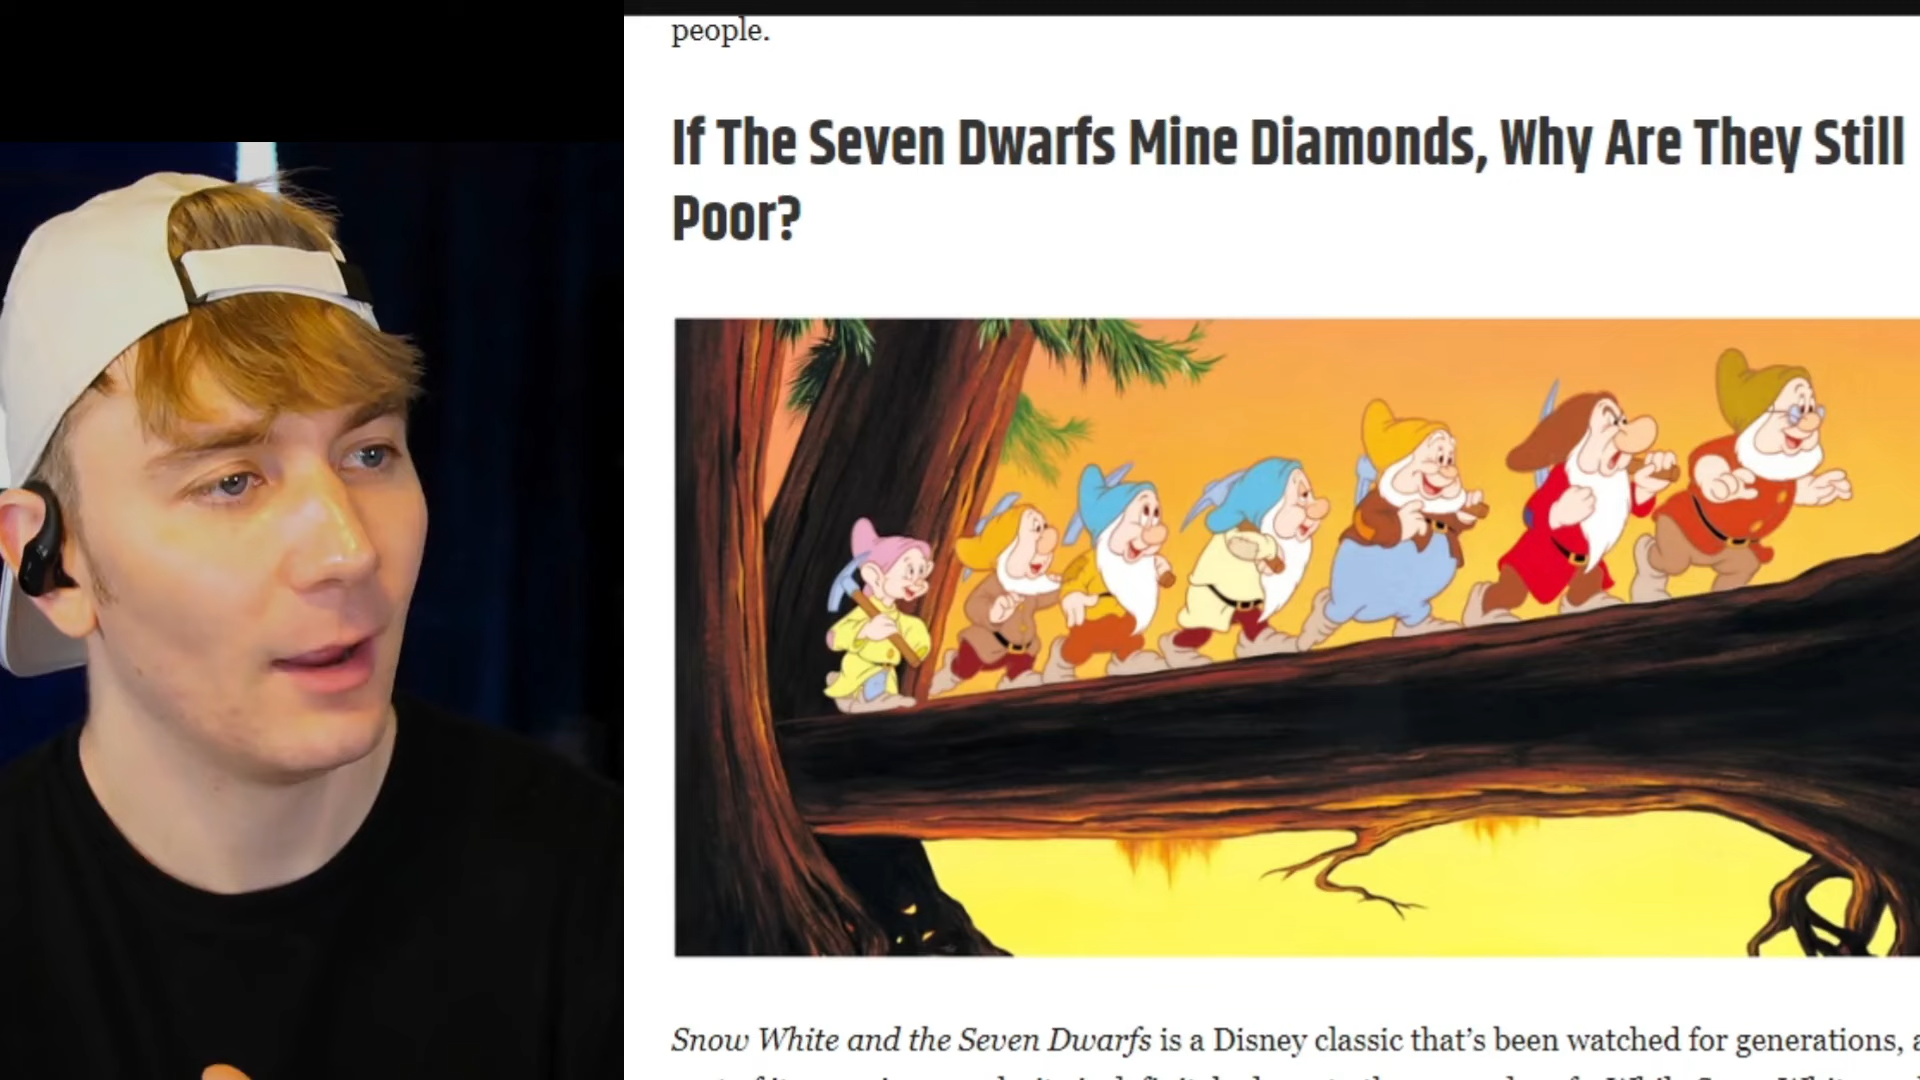 people.
If The Seven Dwarfs Mine Diamonds, Why Are They Still
Poor?
Snow White and the Seven Dwarfs is a Disney classic that's been watched for generations,